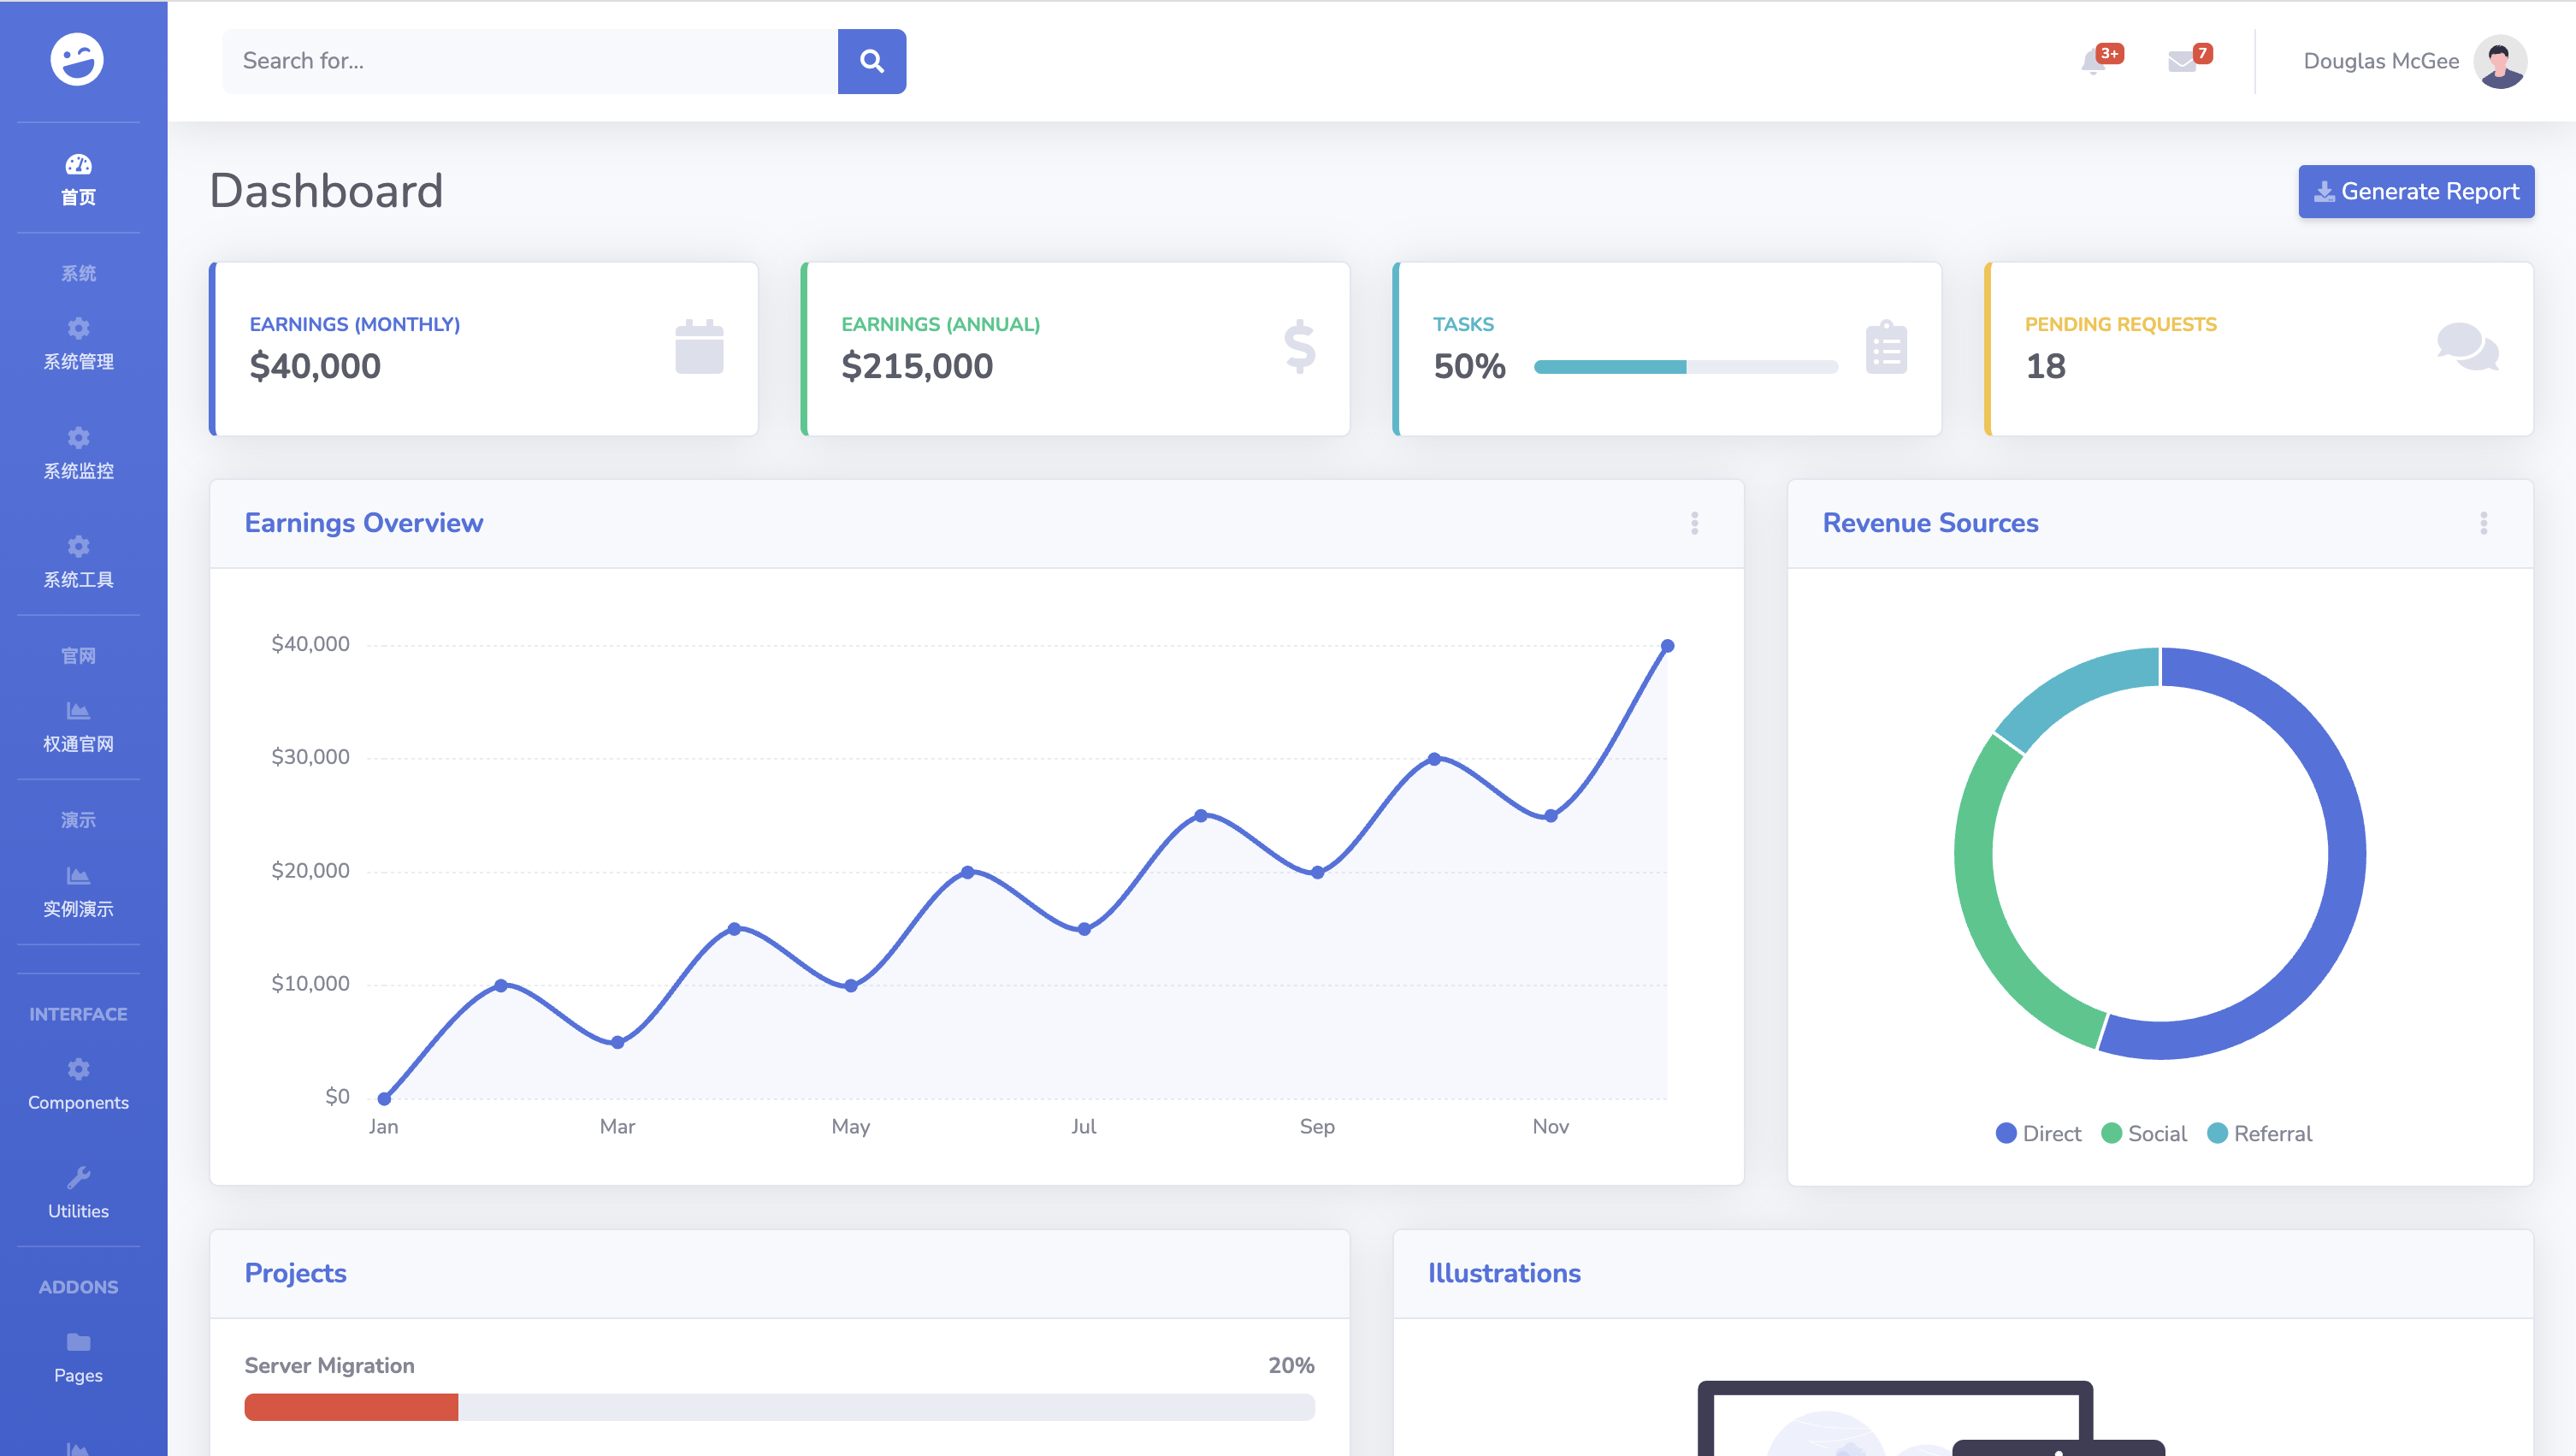 Search for...
3+
7
Douglas McGee
首页
系统
系统管理
系统监控
系统工具
官网
权通官网
演示
实例演示
INTERFACE
Components
Utilities
ADDONS
Pages
Dashboard
Generate Report
EARNINGS (MONTHLY)
$40,000
EARNINGS (ANNUAL)
$215,000
TASKS
50%
PENDING REQUESTS
18
Earnings Overview
$40,000
$30,000
$20,000
$10,000
$0
Jan Mar May Jul Sep Nov
Revenue Sources
Direct Social Referral
Projects
Server Migration 20%
Illustrations